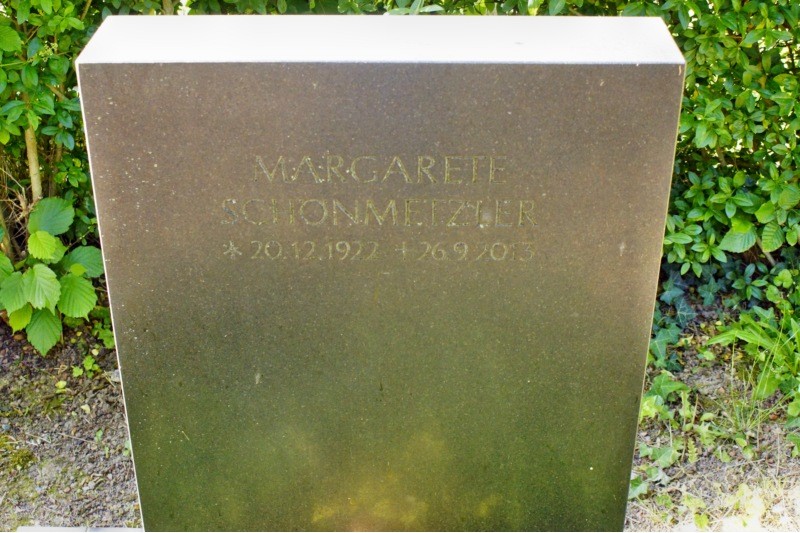 MARGARETE
SCHÖNMETZLER
* 20.12.1922 +26.9.2013